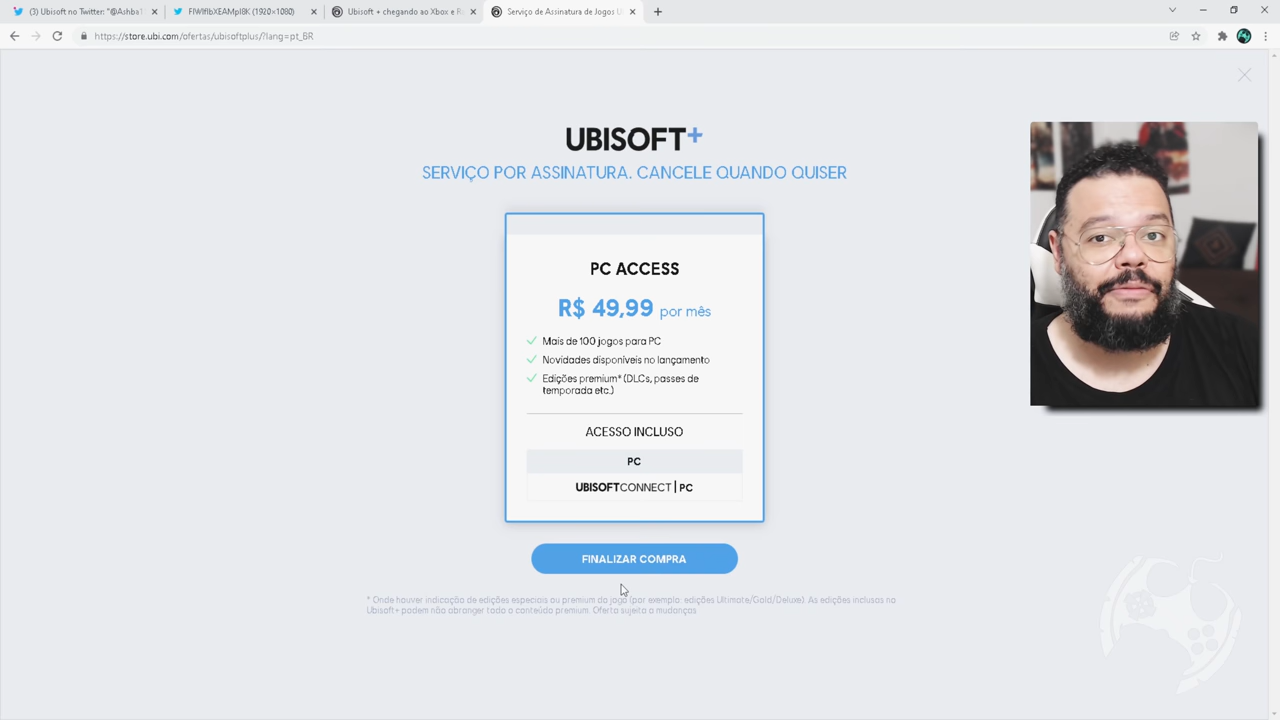 (3) Ubisoft no Twitter: "@Ashba
FIWIfIbXEAMpI8K (1920×1080)
Ubisoft + chegando ao Xbox e R
Serviço de Assinatura de Jogos U
https://store.ubi.com/ofertas/ubisoftplus/?lang=pt_BR
UBISOFT+
SERVIÇO POR ASSINATURA. CANCELE QUANDO QUISER
PC ACCESS
R$ 49,99 por mês
Mais de 100 jogos para PC
Novidades disponíveis no lançamento
Edições premium* (DLCs, passes de
temporada etc.)
ACESSO INCLUSO
PC
UBISOFTCONNECT | PC
FINALIZAR COMPRA
* Onde houver indicação de edições especiais ou premium do jogo (por exemplo: edições Ultimate/Gold/Deluxe). As edições inclusas no
Ubisoft+ podem não abranger todo o conteúdo premium. Oferta sujeita a mudanças